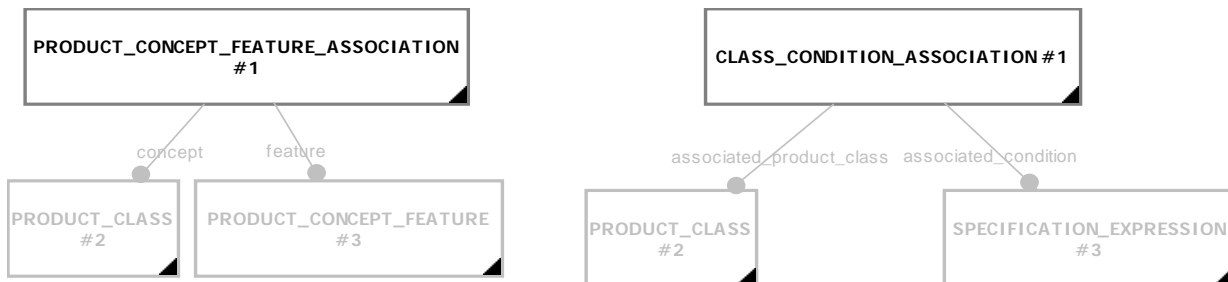 PRODUCT_CONCEPT_FEATURE_ASSOCIATION
#1
concept
feature
PRODUCT_CLASS
#2
PRODUCT_CONCEPT_FEATURE
#3
CLASS_CONDITION_ASSOCIATION #1
associated_product_class
associated_condition
PRODUCT_CLASS
#2
SPECIFICATION_EXPRESSION
#3